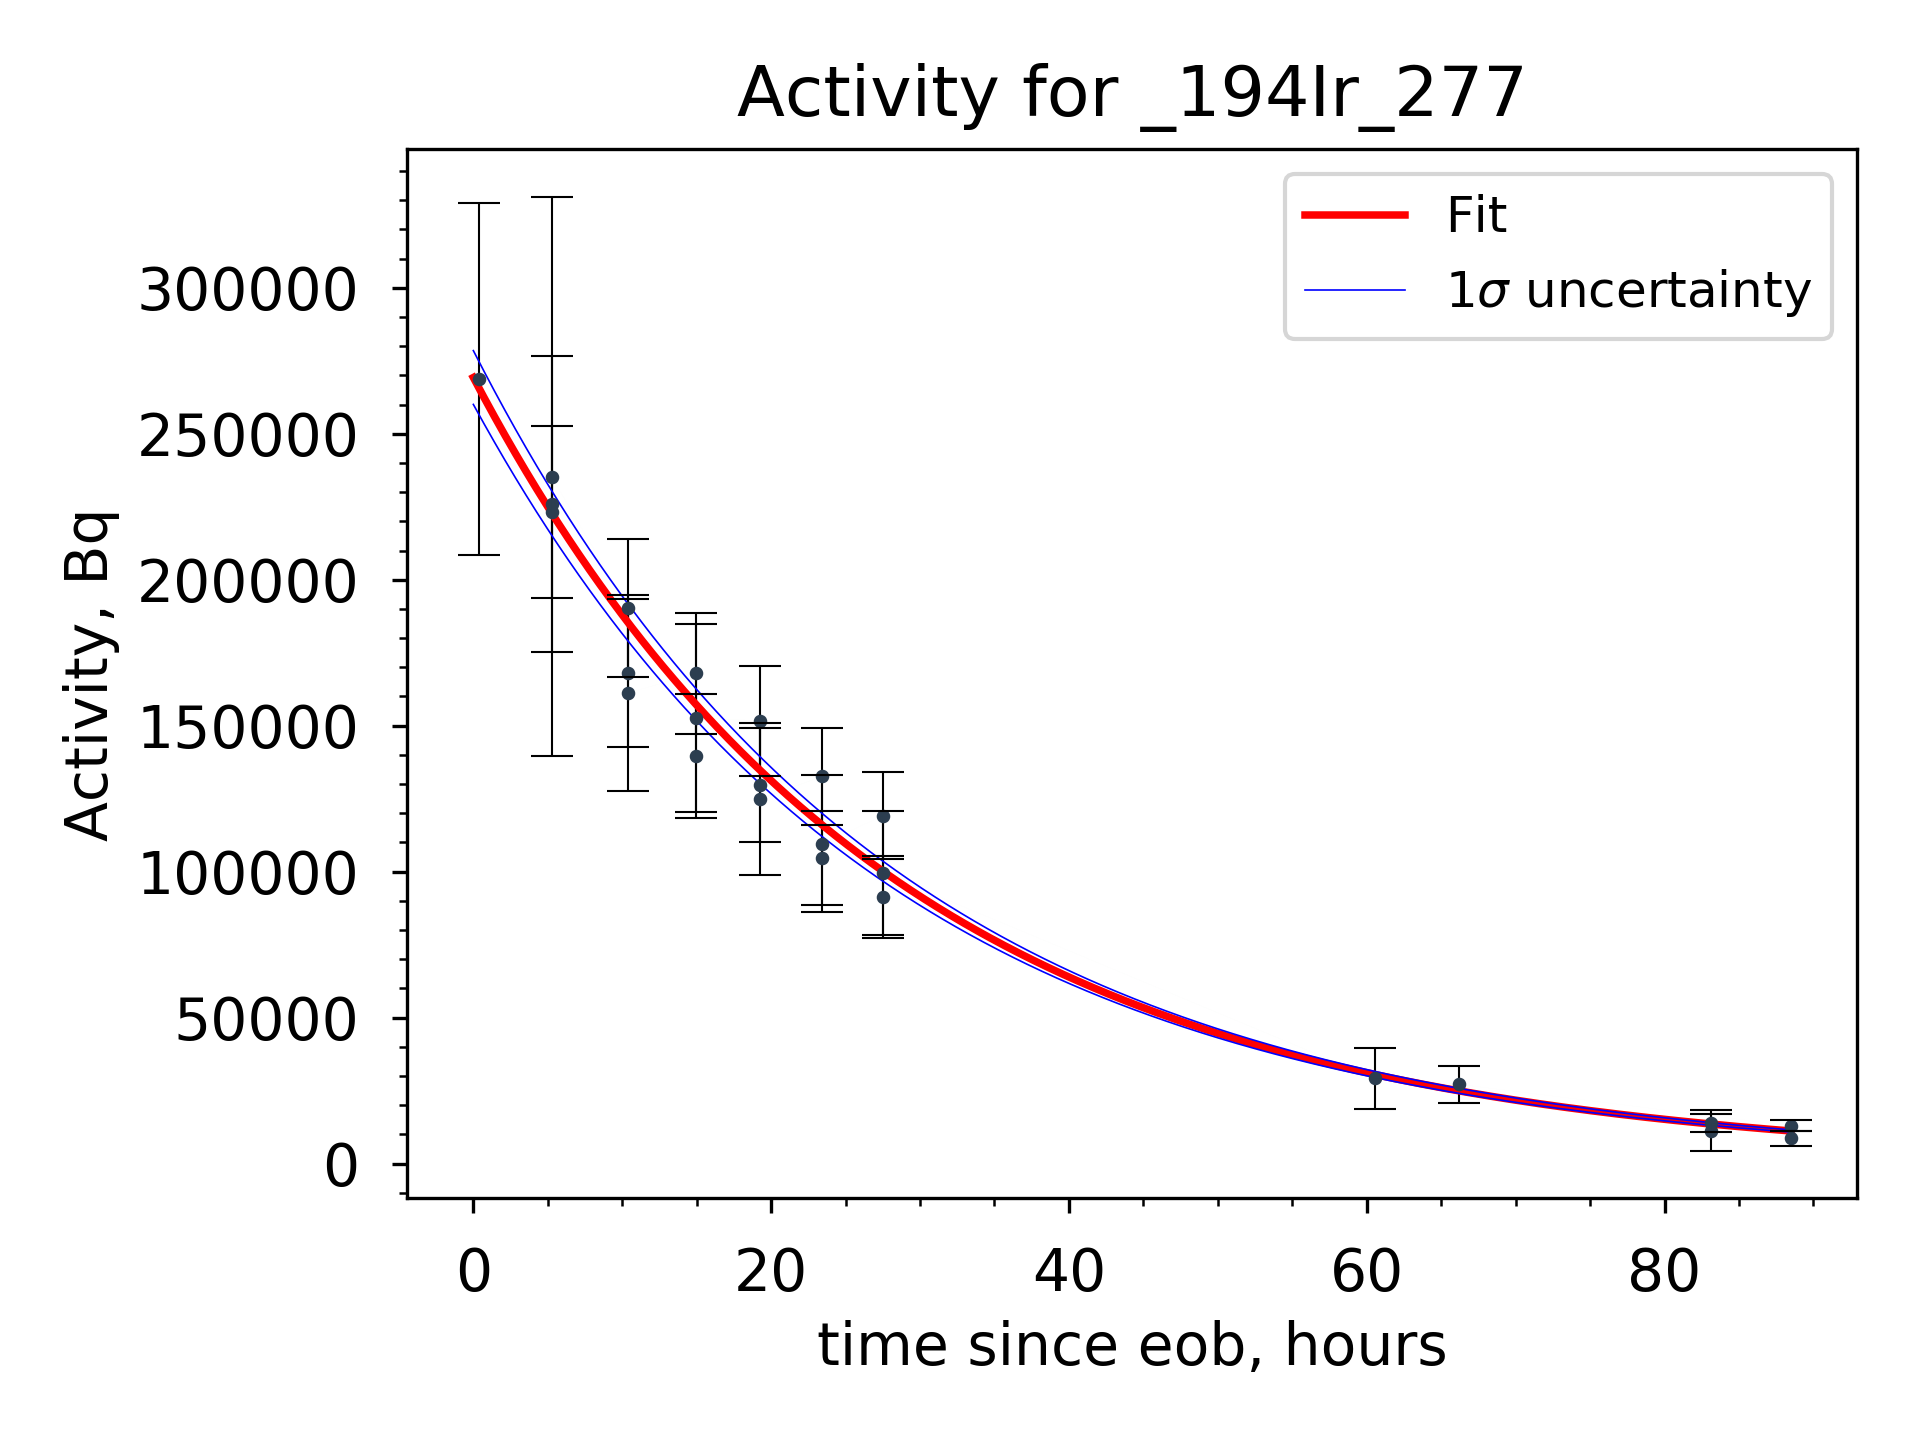 Activity for _194Ir_277
Fit
1σ uncertainty
Activity, Bq
300000
250000
200000
150000
100000
50000
0
0 20 40 60 80
time since eob, hours